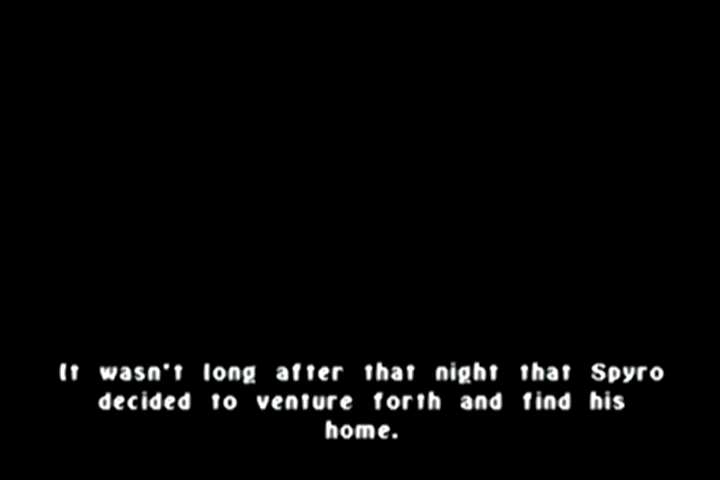 It wasn't long after that night that Spyro
decided to venture forth and find his
home.